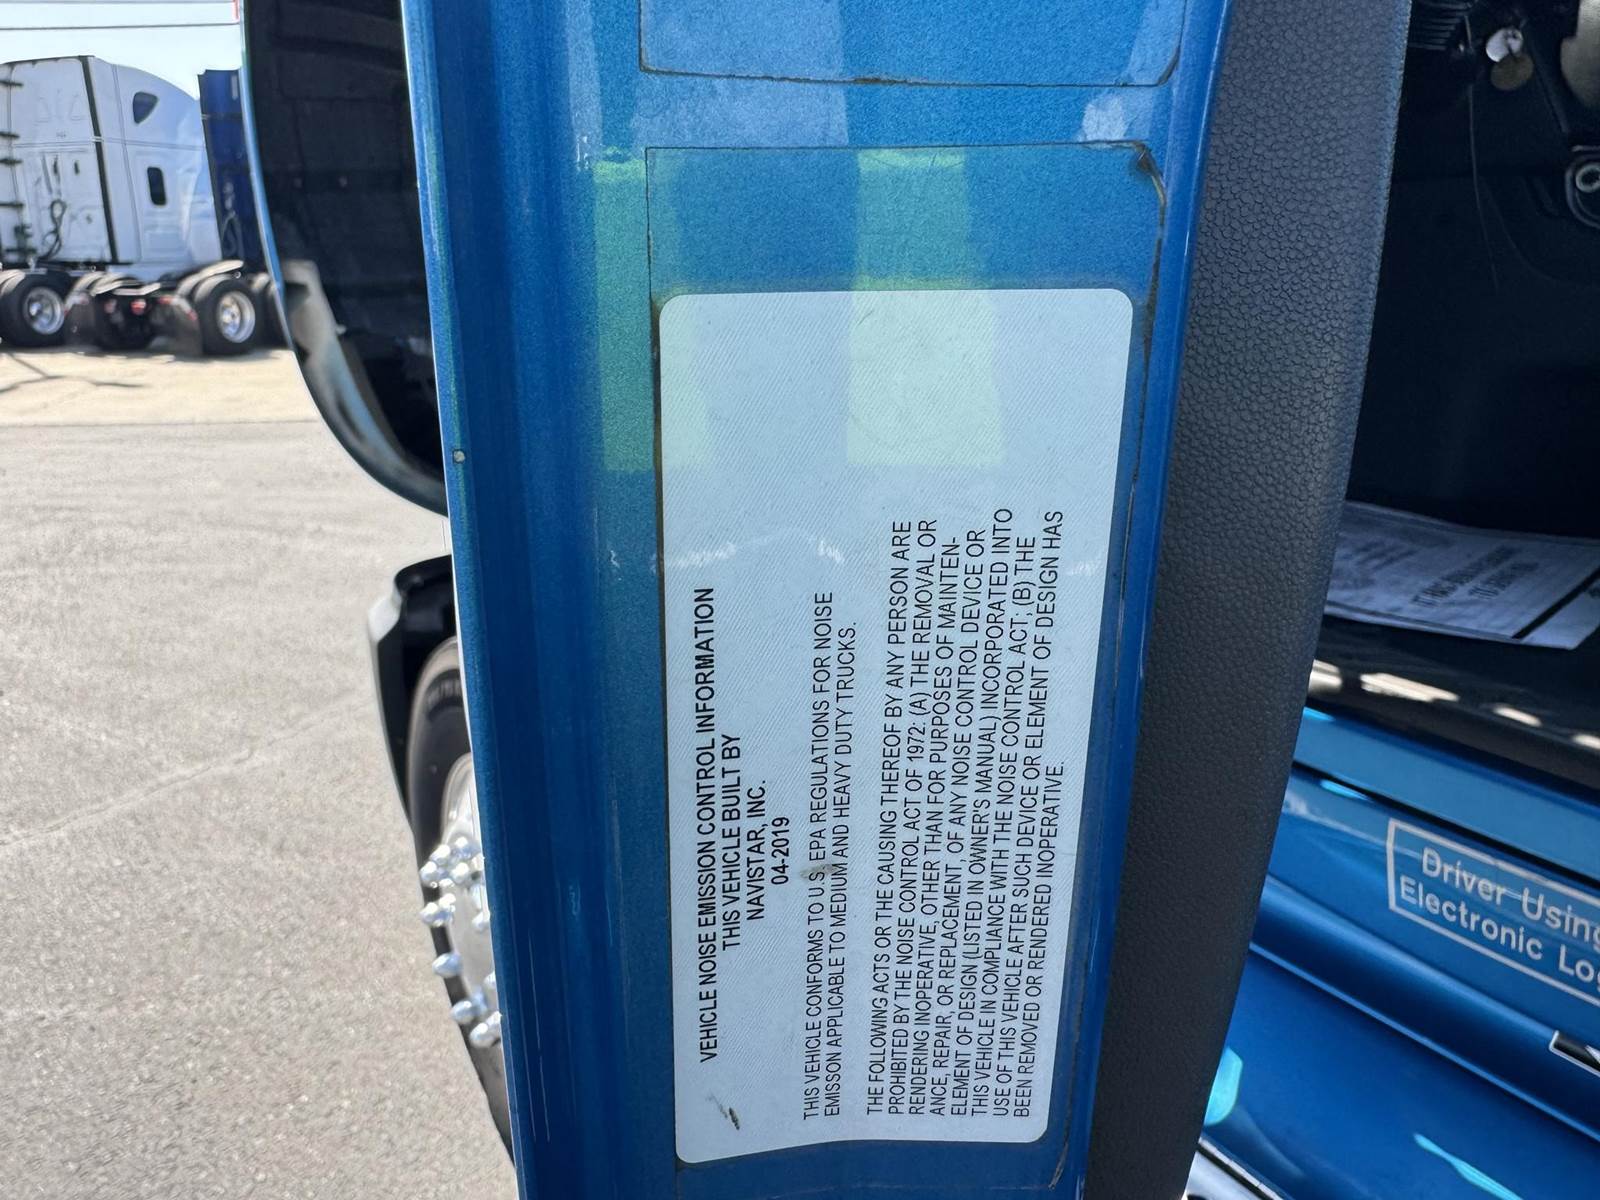 VEHICLE NOISE EMISSION CONTROL INFORMATION
THIS VEHICLE BUILT BY
NAVISTAR, INC.
04-2019
THIS VEHICLE CONFORMS TO U.S. EPA REGULATIONS FOR NOISE
EMISSON APPLICABLE TO MEDIUM AND HEAVY DUTY TRUCKS.
THE FOLLOWING ACTS OR THE CAUSING THEREOF BY ANY PERSON ARE
PROHIBITED BY THE NOISE CONTROL ACT OF 1972: (A) THE REMOVAL OR
RENDERING INOPERATIVE, OTHER THAN FOR PURPOSES OF MAINTEN-
ANCE, REPAIR, OR REPLACEMENT, OF ANY NOISE CONTROL DEVICE OR
ELEMENT OF DESIGN (LISTED IN OWNER'S MANUAL) INCORPORATED INTO
THIS VEHICLE IN COMPLIANCE WITH THE NOISE CONTROL ACT; (B) THE
USE OF THIS VEHICLE AFTER SUCH DEVICE OR ELEMENT OF DESIGN HAS
BEEN REMOVED OR RENDERED INOPERATIVE.
Driver Using
Electronic Log